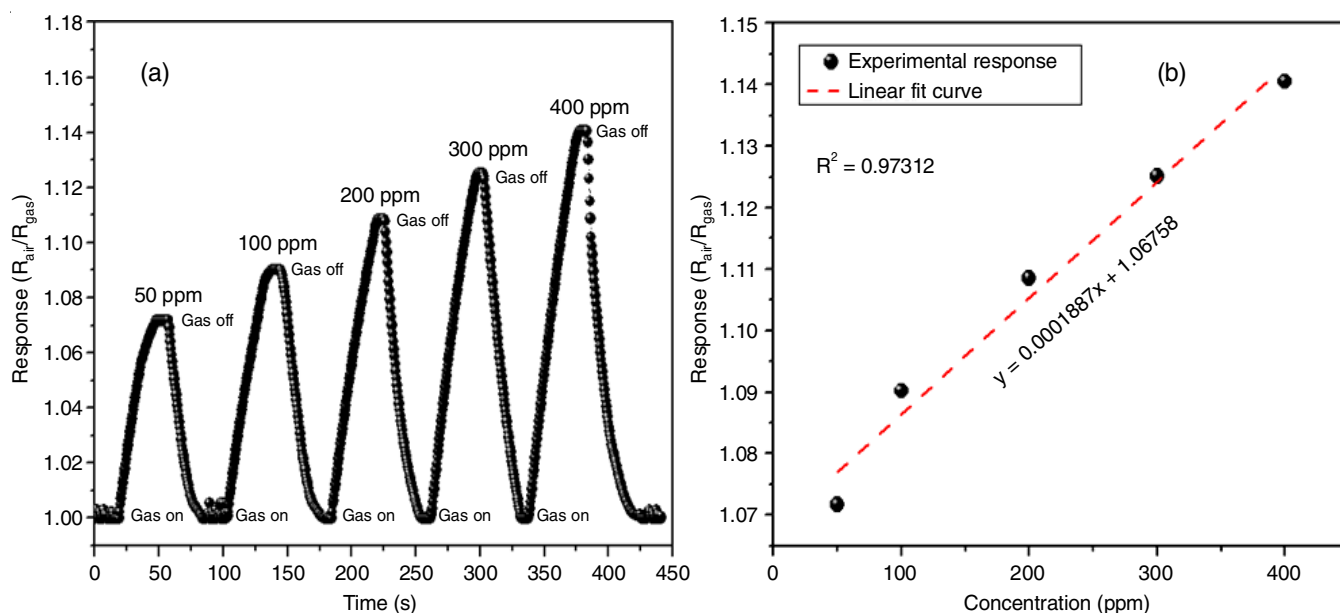 1.18
1.16
1.14
1.12
1.10
1.08
1.06
1.04
1.02
1.00
Response (R_air/R_gas)
(a)
50 ppm
100 ppm
200 ppm
300 ppm
400 ppm
Gas off
Gas off
Gas off
Gas off
Gas off
Gas on
Gas on
Gas on
Gas on
Gas on
0 50 100 150 200 250 300 350 400 450
Time (s)
1.15
1.14
1.13
1.12
1.11
1.10
1.09
1.08
1.07
Response (R_air/R_gas)
Experimental response
Linear fit curve
(b)
R² = 0.97312
y = 0.0001887x + 1.06758
0 100 200 300 400
Concentration (ppm)